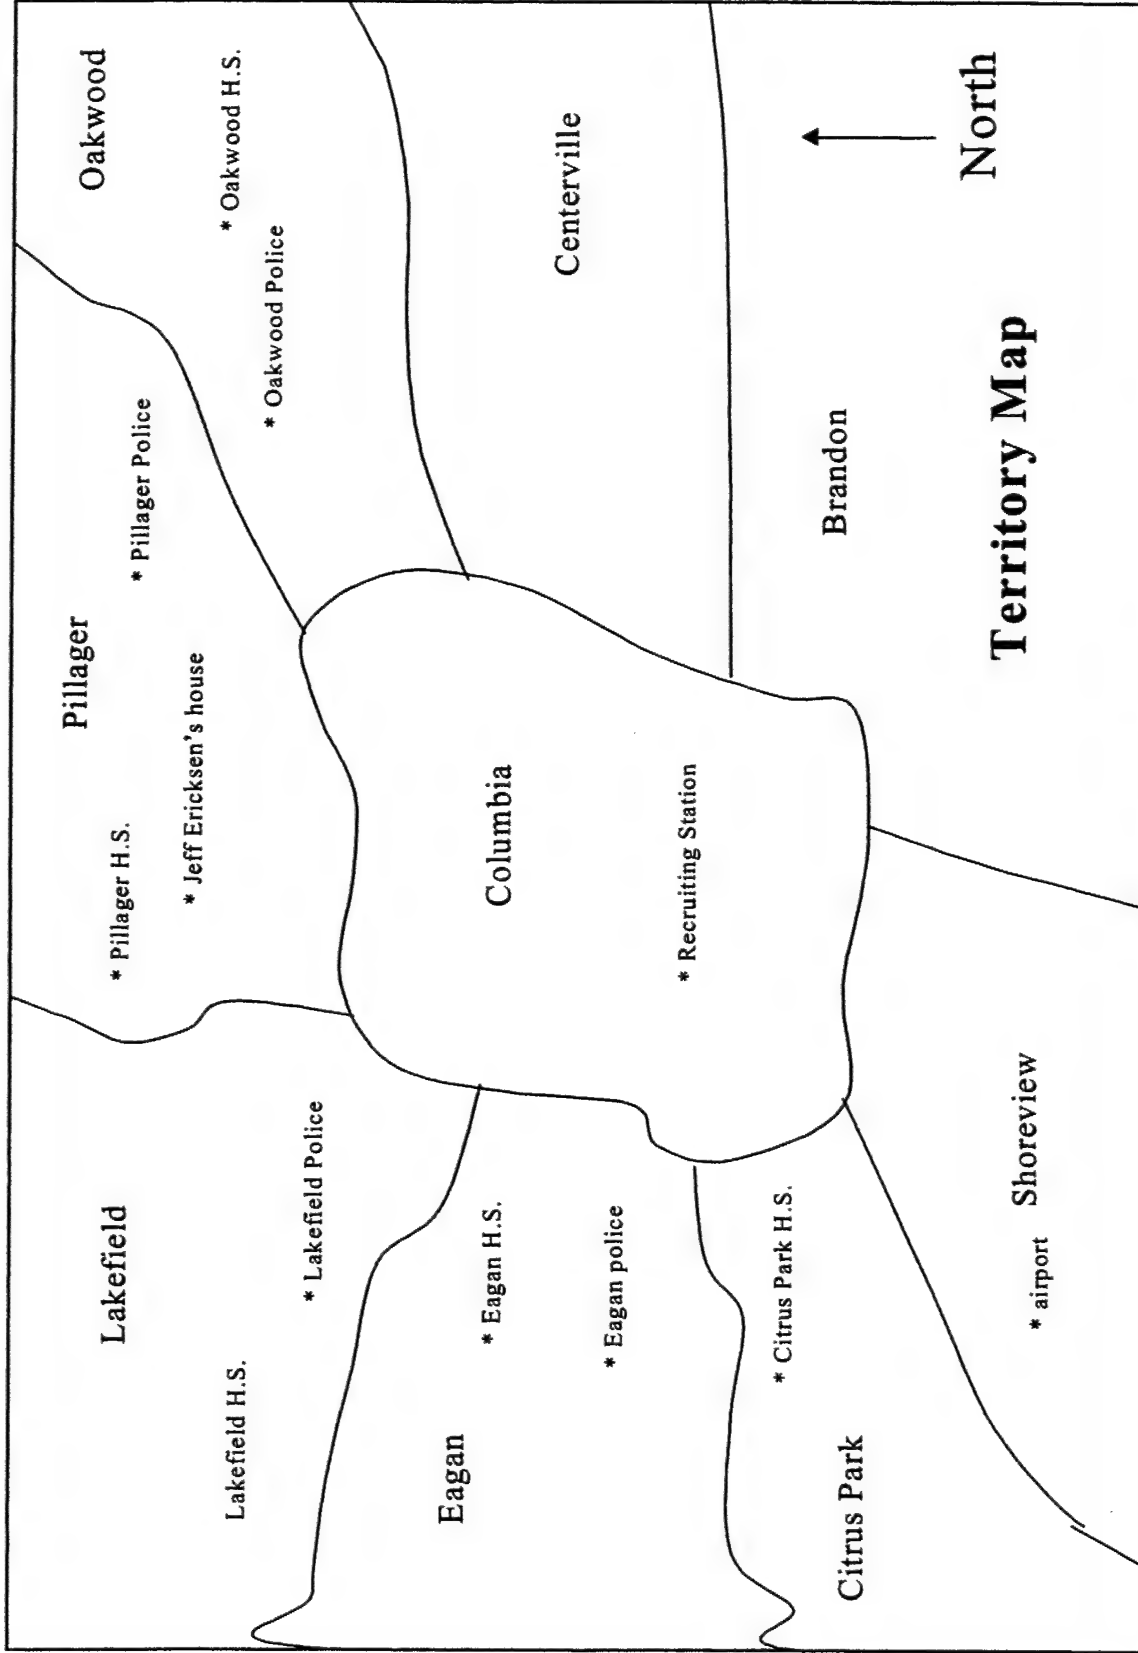 Lakefield
Lakefield H.S.
* Lakefield Police
Pillager
* Pillager H.S.
* Jeff Ericksen's house
* Pillager Police
Oakwood
* Oakwood H.S.
* Oakwood Police
Eagan
* Eagan H.S.
* Eagan police
Columbia
* Recruiting Station
Centerville
Citrus Park
* Citrus Park H.S.
Brandon
Shoreview
* airport
Territory Map
North